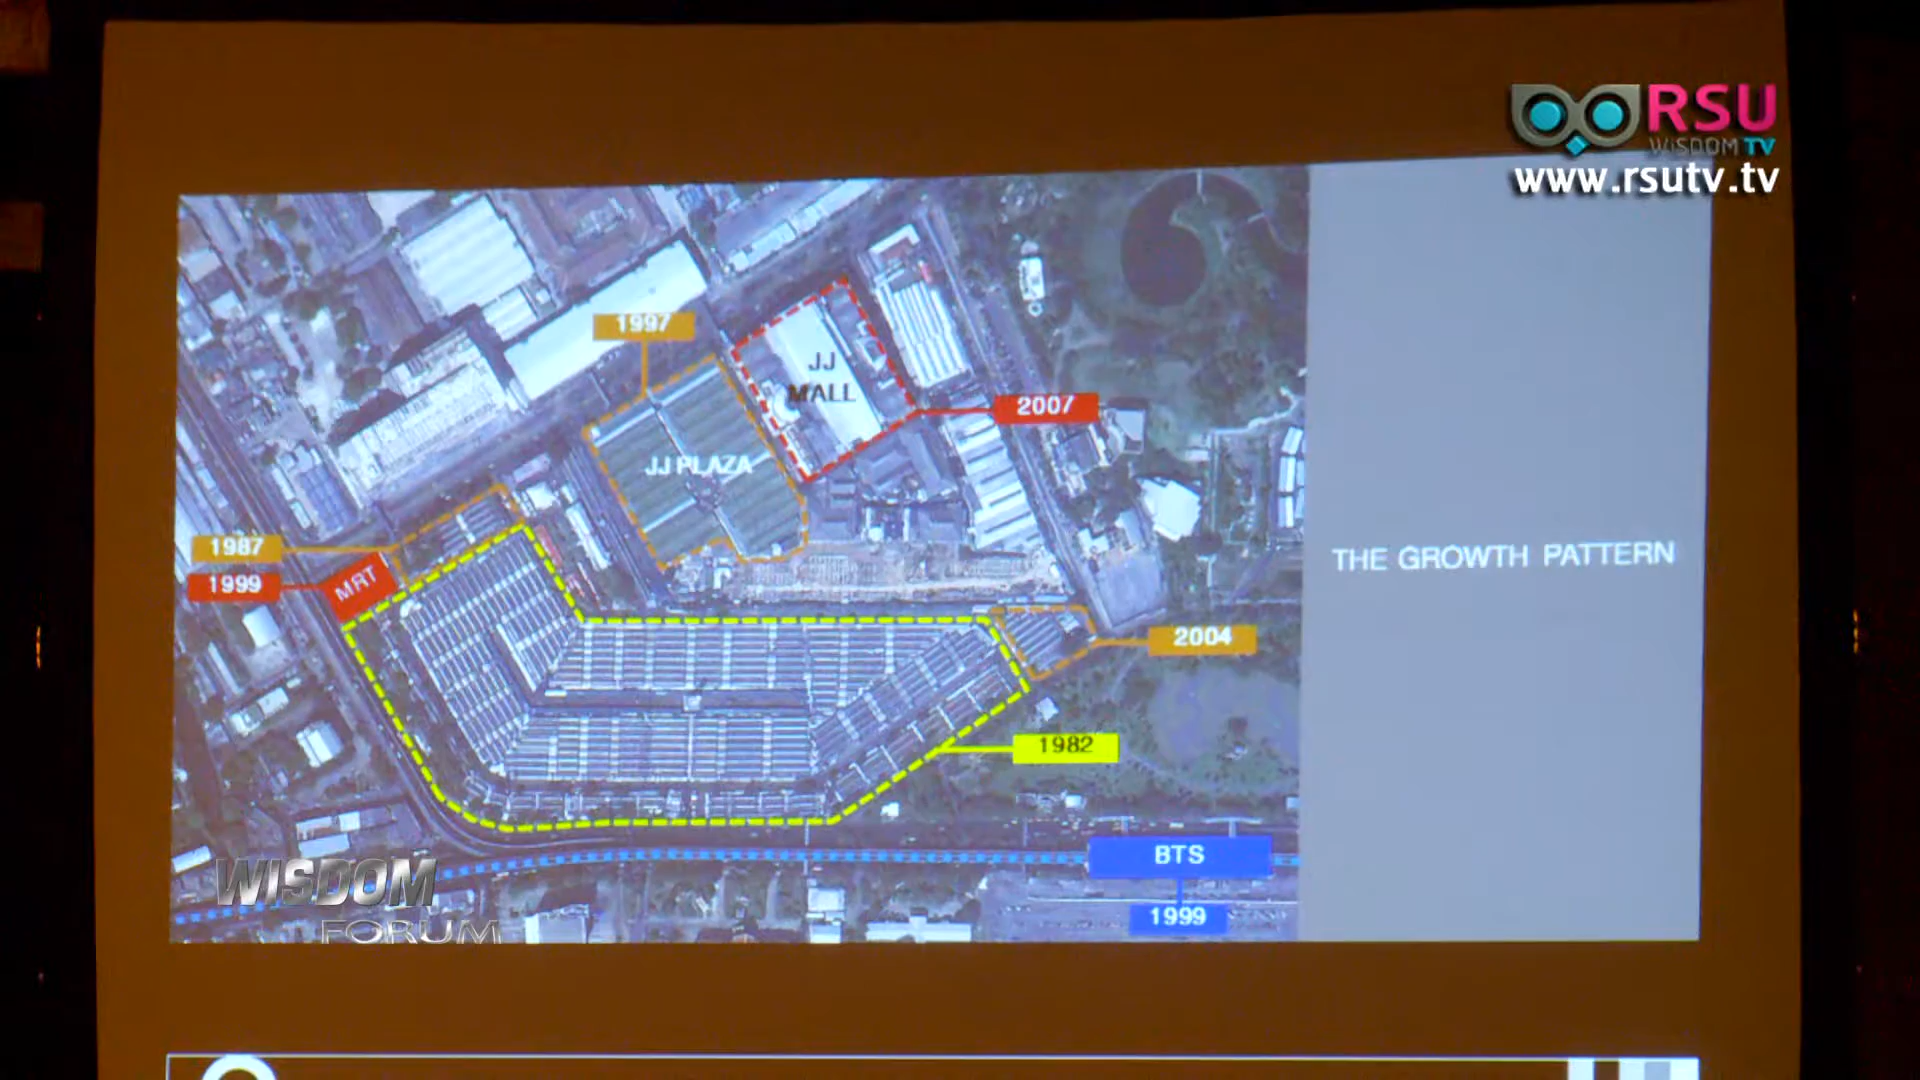 RSU
WISDOM TV
www.rsutv.tv
1997
JJ
MALL
2007
JJ PLAZA
1987
1999
MRT
THE GROWTH PATTERN
2004
1982
BTS
1999
WISDOM
FORUM